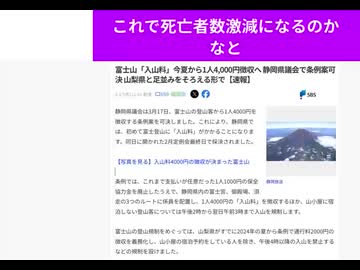 これで死亡者数激減になるのか
なと
富士山「入山料」今夏から1人4,000円徴収へ 静岡県議会で条例案可
決 山梨県と足並みをそろえる形で【速報】
SBS
静岡県議会は3月17日、富士山の登山客から1人4000円を
徴収する条例案を可決しました。これにより、静岡県で
は、初めて富士登山に「入山料」がかかることになりま
す。同日に開かれた2月定例会最終日で採決されました。
【写真を見る】入山料4000円の徴収が決まった富士山
静岡放送
条例では、これまで支払いが任意だった1人1000円の保全
協力金を廃止したうえで、静岡県内の富士宮、御殿場、須
走の3つのルートに係員を配置し、1人4000円の「入山料」を徴収するほか、山小屋に宿
泊しない登山客については午後2時から翌日午前3時まで入山を規制します。
富士山の登山規制をめぐっては、山梨県がすでに2024年の夏から条例で通行料2000円
の徴収を義務化し、山小屋の宿泊予約をしている人を除き、午後4時以降の入山を禁止する
などの規制を設けました。